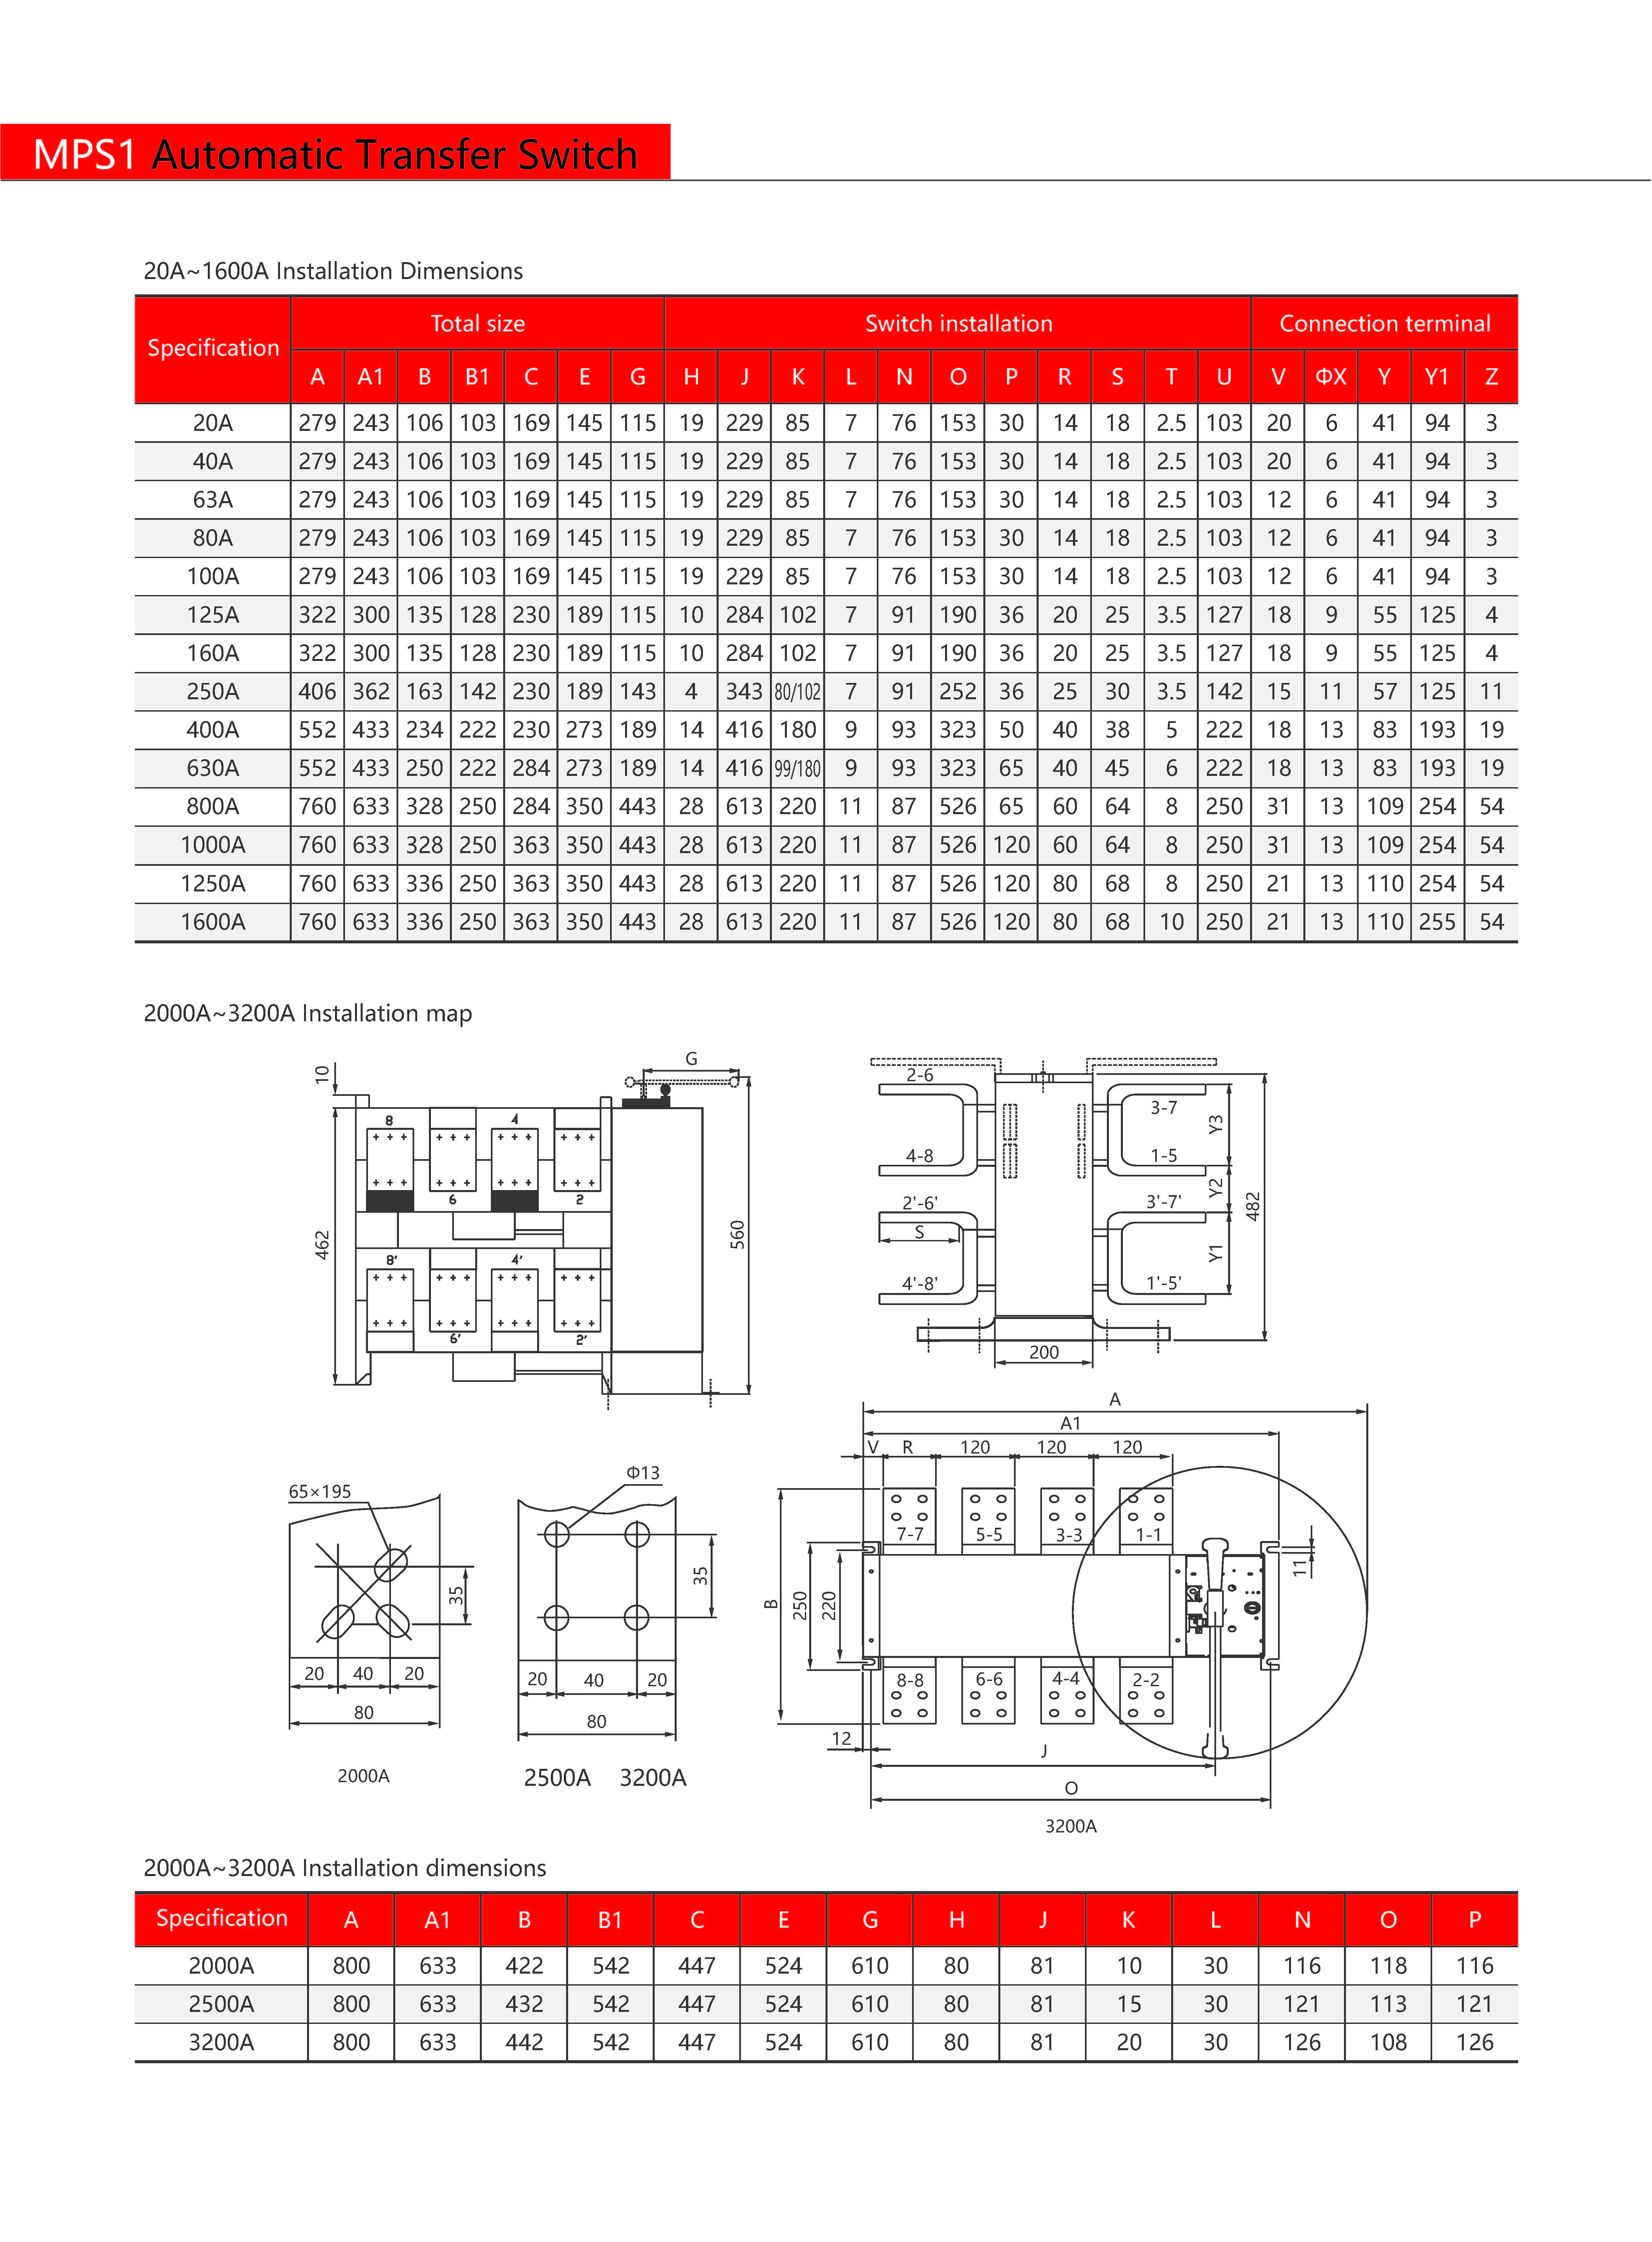 MPS1 Automatic Transfer Switch
20A~1600A Installation Dimensions
Specification Total size Switch installation Connection terminal
A A1 B B1 C E G H J K L N O P R S T U V ΦX Y Y1 Z
20A 279 243 106 103 169 145 115 19 229 85 7 76 153 30 14 18 2.5 103 20 6 41 94 3
40A 279 243 106 103 169 145 115 19 229 85 7 76 153 30 14 18 2.5 103 20 6 41 94 3
63A 279 243 106 103 169 145 115 19 229 85 7 76 153 30 14 18 2.5 103 12 6 41 94 3
80A 279 243 106 103 169 145 115 19 229 85 7 76 153 30 14 18 2.5 103 12 6 41 94 3
100A 279 243 106 103 169 145 115 19 229 85 7 76 153 30 14 18 2.5 103 12 6 41 94 3
125A 322 300 135 128 230 189 115 10 284 102 7 91 190 36 20 25 3.5 127 18 9 55 125 4
160A 322 300 135 128 230 189 115 10 284 102 7 91 190 36 20 25 3.5 127 18 9 55 125 4
250A 406 362 163 142 230 189 143 4 343 80/102 7 91 252 36 25 30 3.5 142 15 11 57 125 11
400A 552 433 234 222 230 273 189 14 416 180 9 93 323 50 40 38 5 222 18 13 83 193 19
630A 552 433 250 222 284 273 189 14 416 99/180 9 93 323 65 40 45 6 222 18 13 83 193 19
800A 760 633 328 250 284 350 443 28 613 220 11 87 526 65 60 64 8 250 31 13 109 254 54
1000A 760 633 328 250 363 350 443 28 613 220 11 87 526 120 60 64 8 250 31 13 109 254 54
1250A 760 633 336 250 363 350 443 28 613 220 11 87 526 120 80 68 8 250 21 13 110 254 54
1600A 760 633 336 250 363 350 443 28 613 220 11 87 526 120 80 68 10 250 21 13 110 255 54
2000A~3200A Installation map
G
10
8 4
6 2
462
560
8' 4'
6' 2'
2-6
3-7
Y3
4-8 1-5
Y2
2'-6' 3'-7'
482
S
Y1
4'-8' 1'-5'
200
A
A1
V R 120 120 120
7-7 5-5 3-3 1-1
11
B
250
220
8-8 6-6 4-4 2-2
12
J
O
3200A
65×195
35
20 40 20
80
2000A
Φ13
35
20 40 20
80
2500A 3200A
2000A~3200A Installation dimensions
Specification A A1 B B1 C E G H J K L N O P
2000A 800 633 422 542 447 524 610 80 81 10 30 116 118 116
2500A 800 633 432 542 447 524 610 80 81 15 30 121 113 121
3200A 800 633 442 542 447 524 610 80 81 20 30 126 108 126